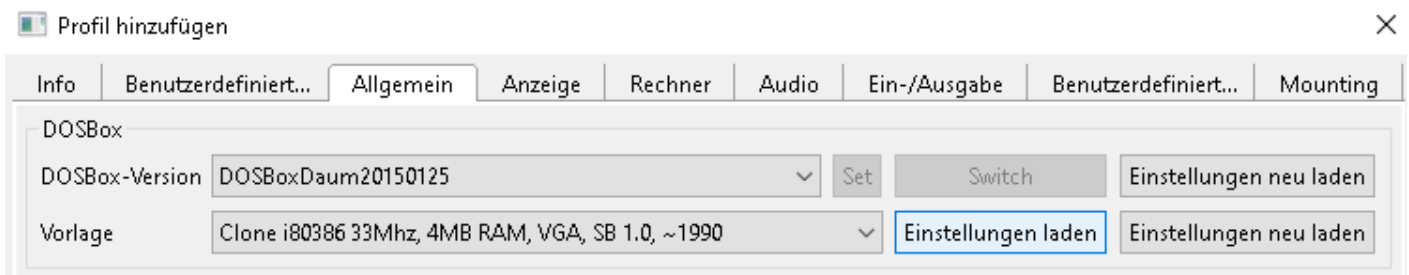 Profil hinzufügen
Info Benutzerdefiniert... Allgemein Anzeige Rechner Audio Ein-/Ausgabe Benutzerdefiniert... Mounting
DOSBox
DOSBox-Version DOSBoxDaum20150125 Set Switch Einstellungen neu laden
Vorlage Clone i80386 33Mhz, 4MB RAM, VGA, SB 1.0, ~1990 Einstellungen laden Einstellungen neu laden